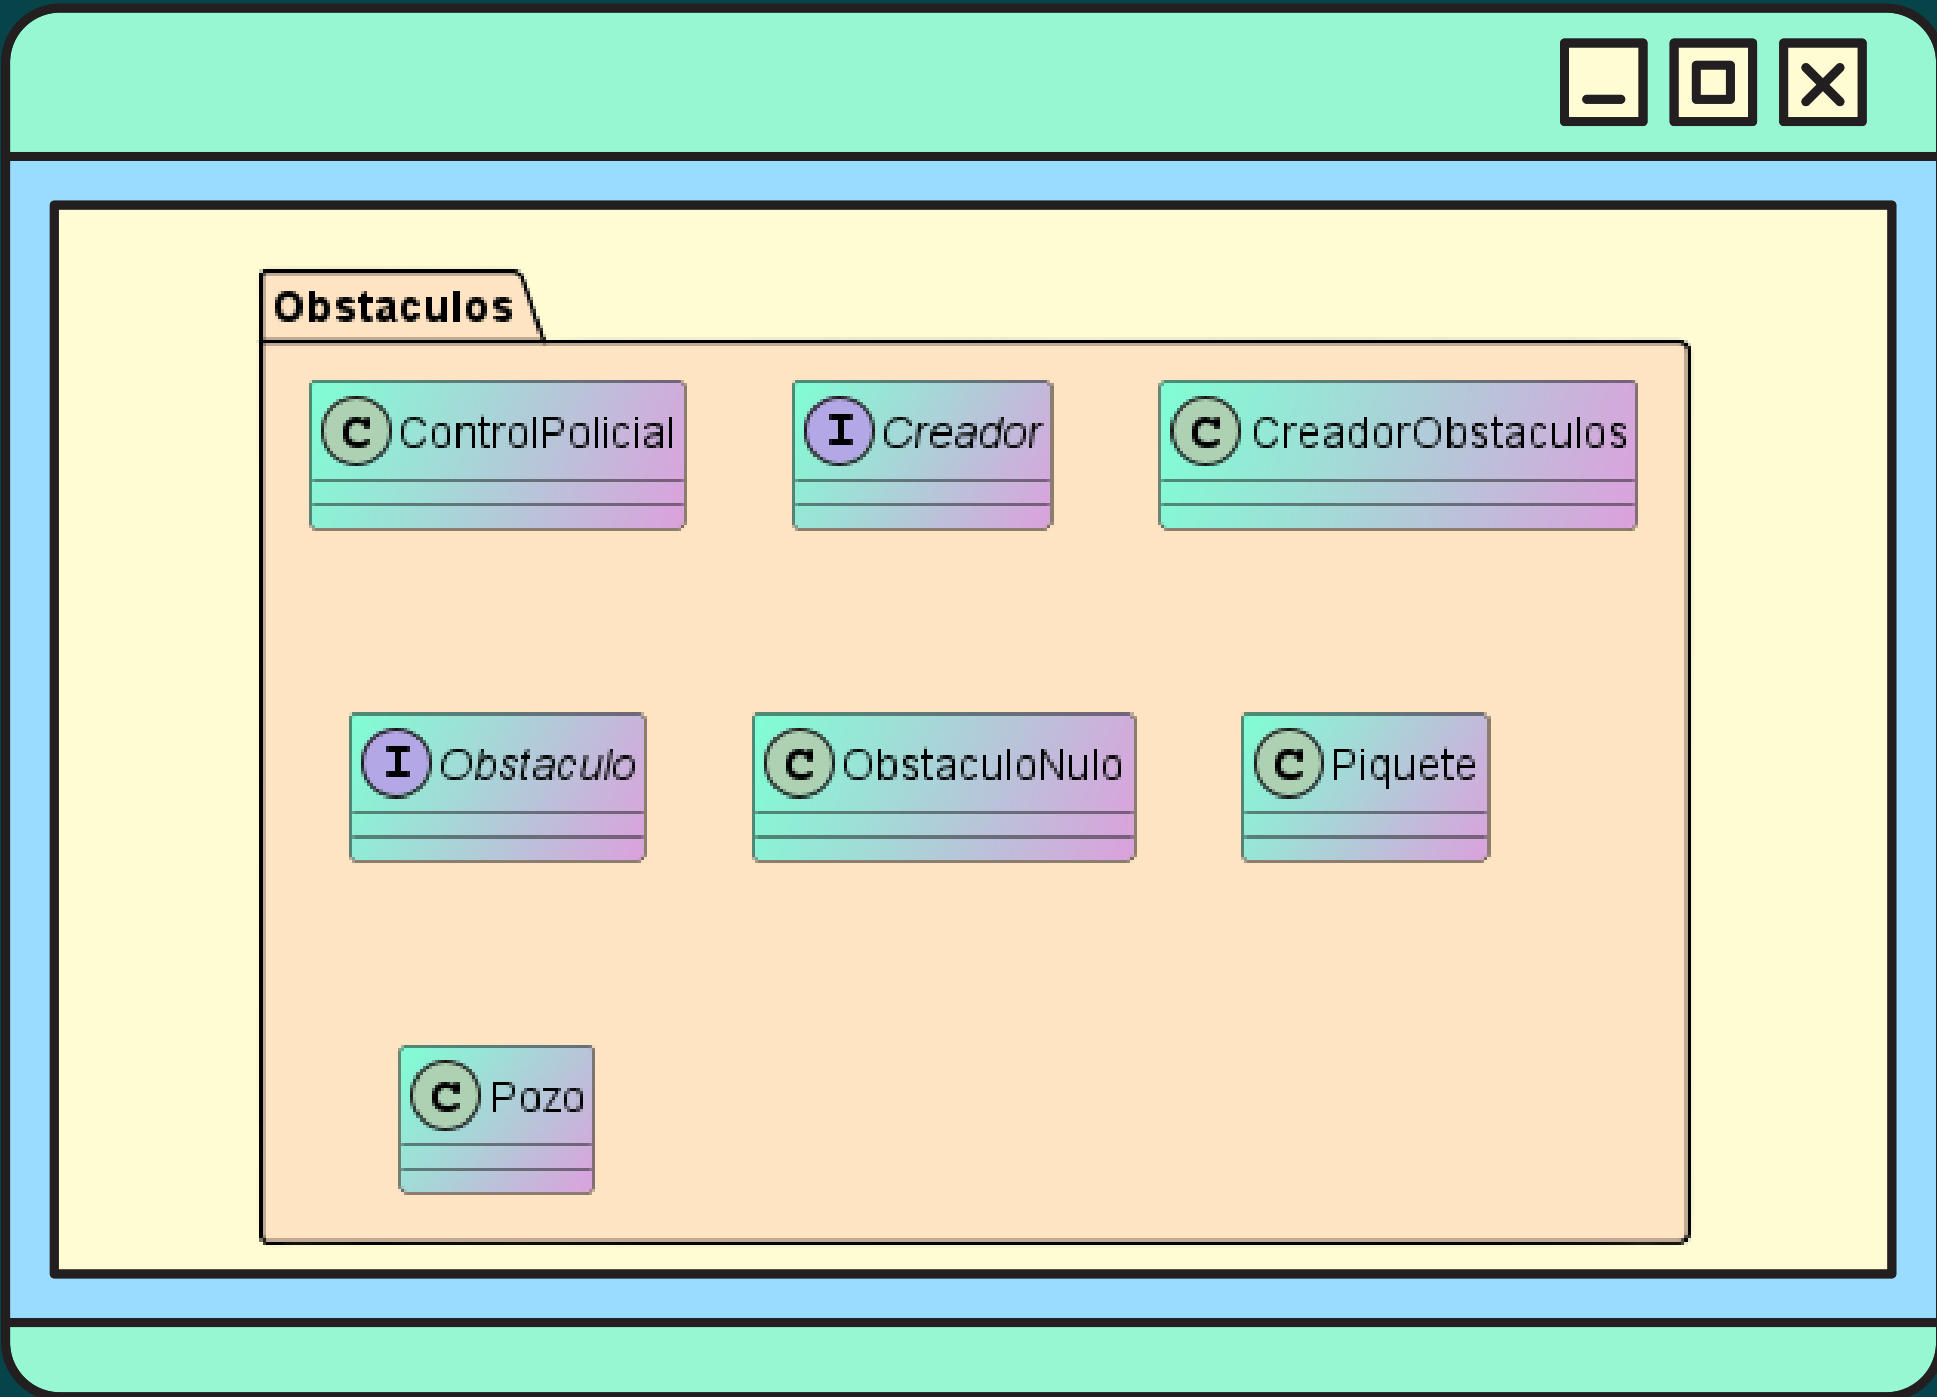 Obstaculos
C ControlPolicial
I Creador
C CreadorObstaculos
I Obstaculo
C ObstaculoNulo
C Piquete
C Pozo